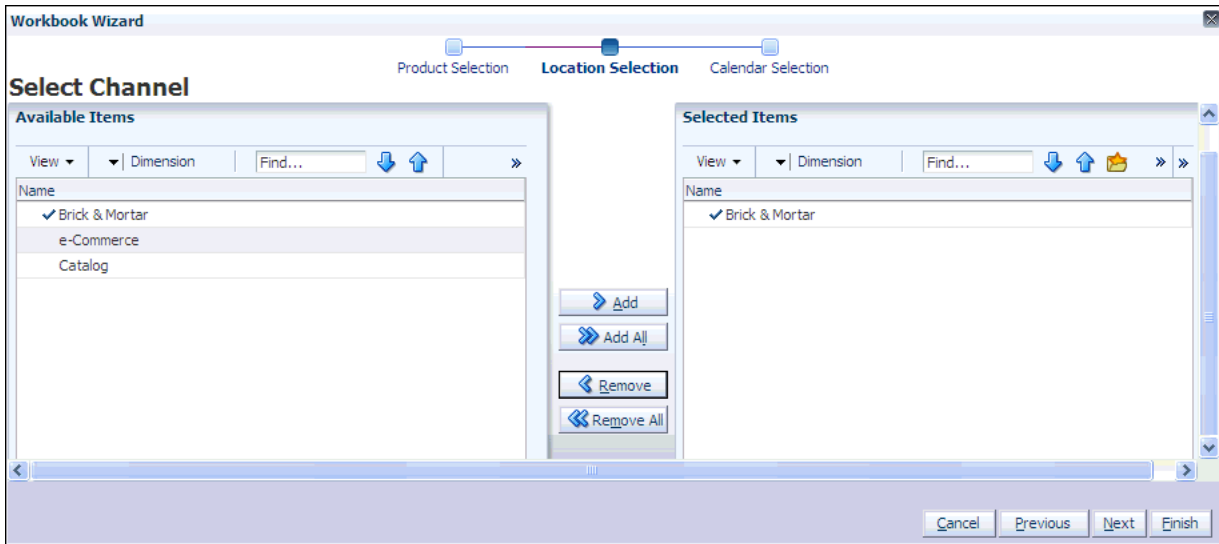 Workbook Wizard
Product Selection
Location Selection
Calendar Selection
Select Channel
Available Items
View
Dimension
Find...
»
Name
Brick & Mortar
e-Commerce
Catalog
Add
Add All
Remove
Remove All
Selected Items
View
Dimension
Find...
» »
Name
Brick & Mortar
Cancel
Previous
Next
Finish